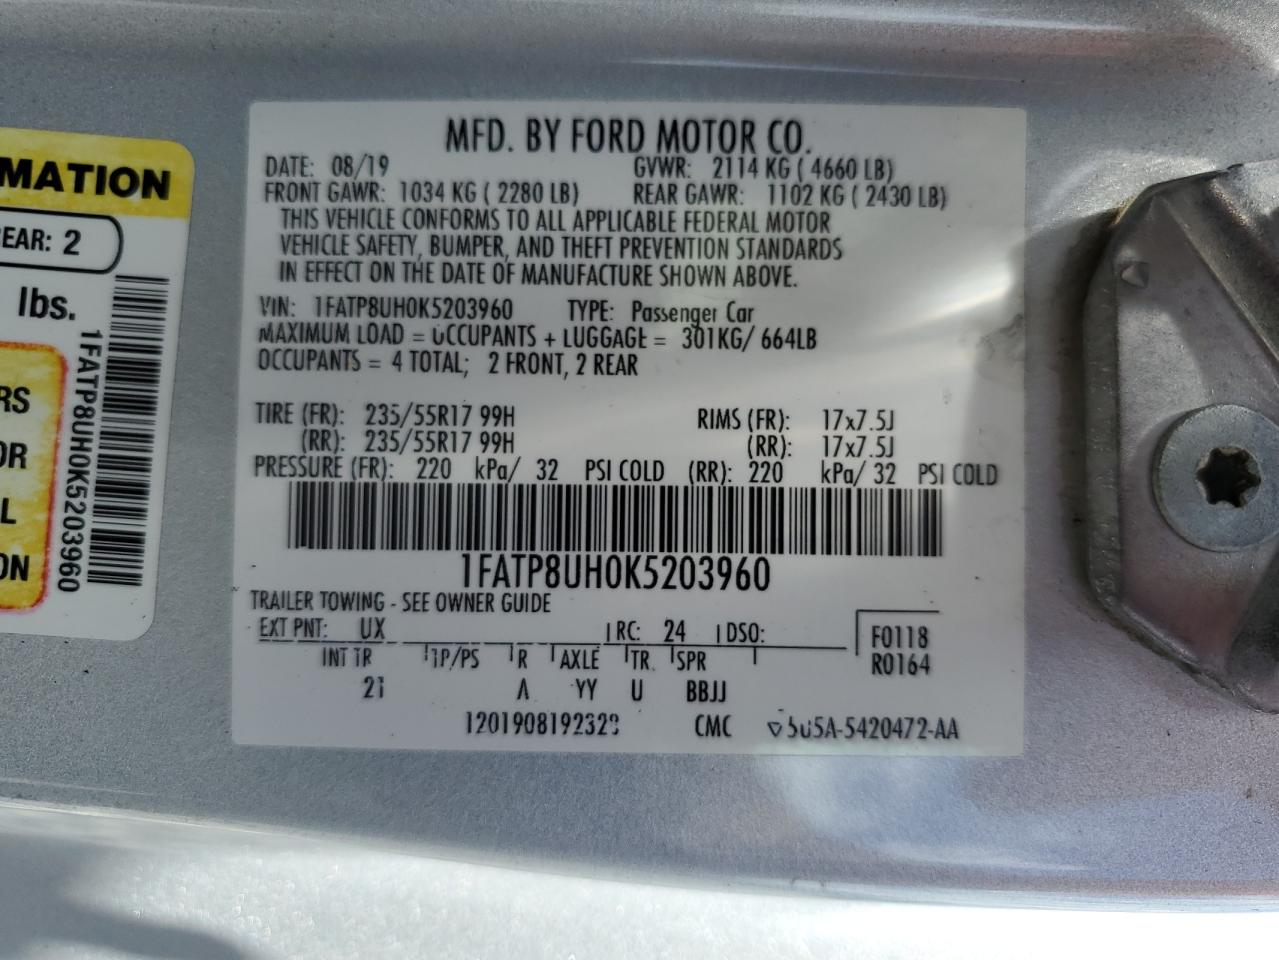 MATION
EAR: 2
lbs.
RS
OR
L
ON
1FATP8UH0K5203960
MFD. BY FORD MOTOR CO.
DATE: 08/19 GVWR: 2114 KG ( 4660 LB)
FRONT GAWR: 1034 KG ( 2280 LB) REAR GAWR: 1102 KG ( 2430 LB)
THIS VEHICLE CONFORMS TO ALL APPLICABLE FEDERAL MOTOR
VEHICLE SAFETY, BUMPER, AND THEFT PREVENTION STANDARDS
IN EFFECT ON THE DATE OF MANUFACTURE SHOWN ABOVE.
VIN: 1FATP8UH0K5203960 TYPE: Passenger Car
MAXIMUM LOAD = OCCUPANTS + LUGGAGE = 301KG/ 664LB
OCCUPANTS = 4 TOTAL; 2 FRONT, 2 REAR
TIRE (FR): 235/55R17 99H RIMS (FR): 17x7.5J
(RR): 235/55R17 99H (RR): 17x7.5J
PRESSURE (FR): 220 kPa/ 32 PSI COLD (RR): 220 kPa/ 32 PSI COLD
1FATP8UH0K5203960
TRAILER TOWING - SEE OWNER GUIDE
EXT PNT: UX RC: 24 DSO: F0118
INT TR TP/PS R AXLE TR SPR R0164
21 A YY U BBJJ
CMC